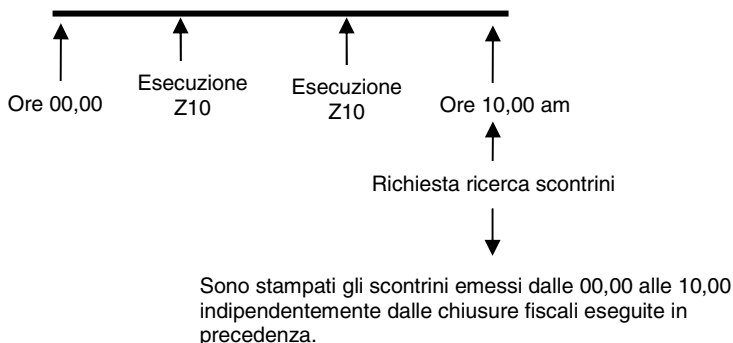 Ore 00,00
Esecuzione
Z10
Esecuzione
Z10
Ore 10,00 am
Richiesta ricerca scontrini
Sono stampati gli scontrini emessi dalle 00,00 alle 10,00
indipendentemente dalle chiusure fiscali eseguite in
precedenza.